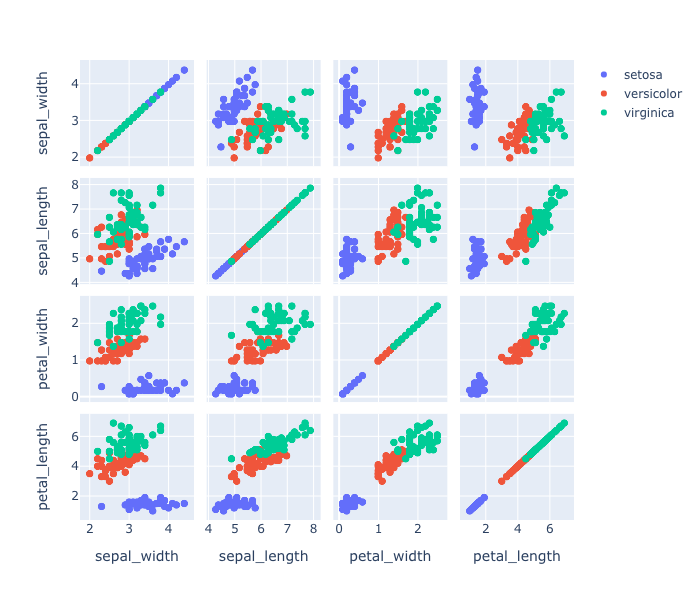 setosa
versicolor
virginica
sepal_width
4
3
2
sepal_length
8
7
6
5
4
petal_width
2
1
0
petal_length
6
4
2
2 3 4
4 5 6 7 8
0 1 2
2 4 6
sepal_width sepal_length petal_width petal_length